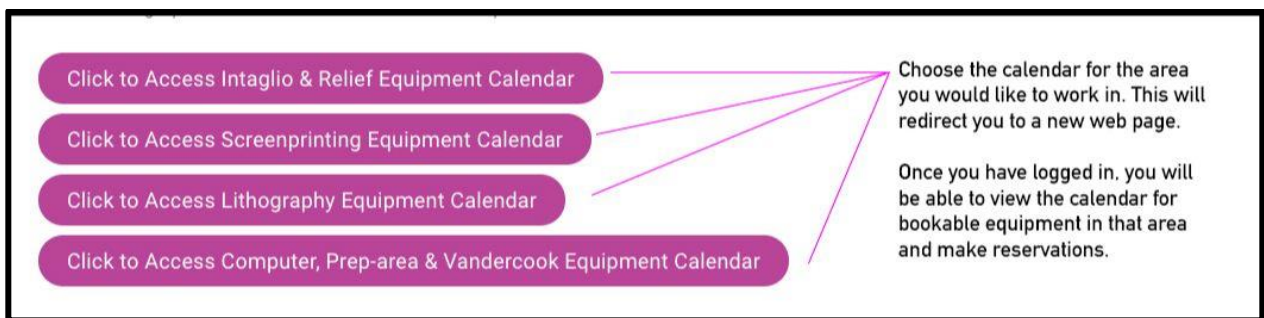 Click to Access Intaglio & Relief Equipment Calendar
Click to Access Screenprinting Equipment Calendar
Click to Access Lithography Equipment Calendar
Click to Access Computer, Prep-area & Vandercook Equipment Calendar
Choose the calendar for the area
you would like to work in. This will
redirect you to a new web page.
Once you have logged in, you will
be able to view the calendar for
bookable equipment in that area
and make reservations.